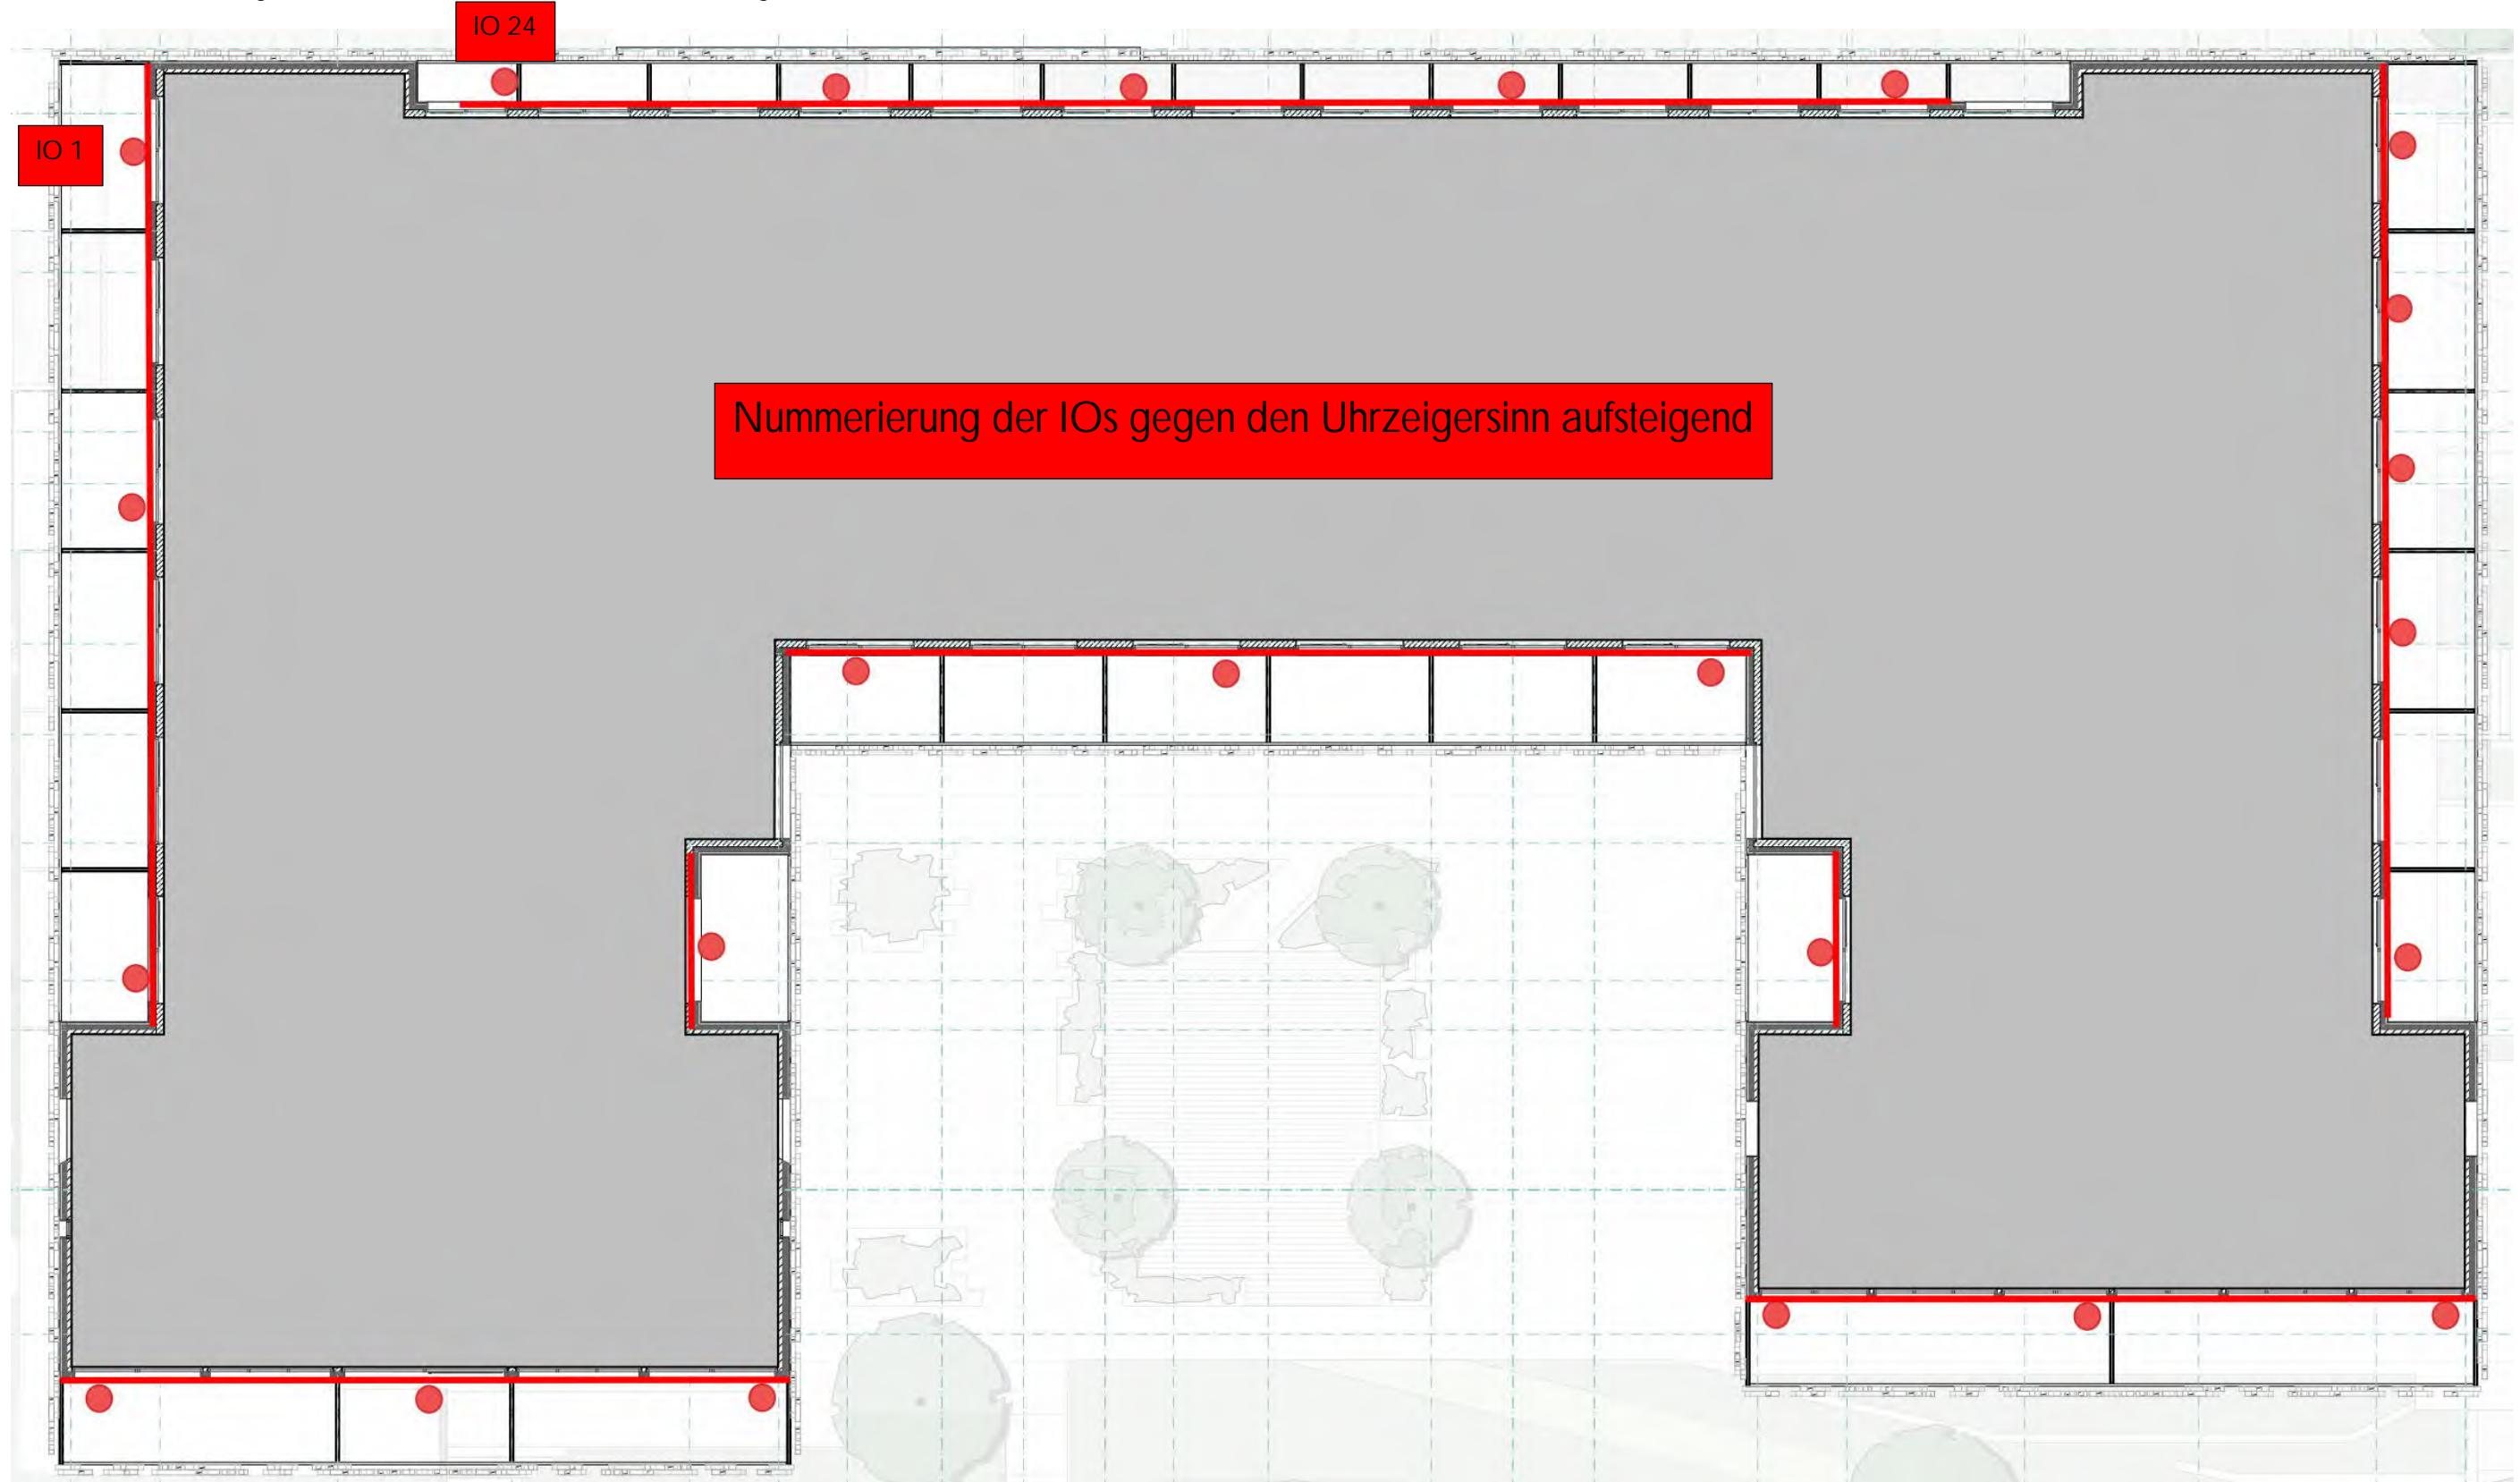 IO 24
IO 1
Nummerierung der IOs gegen den Uhrzeigersinn aufsteigend